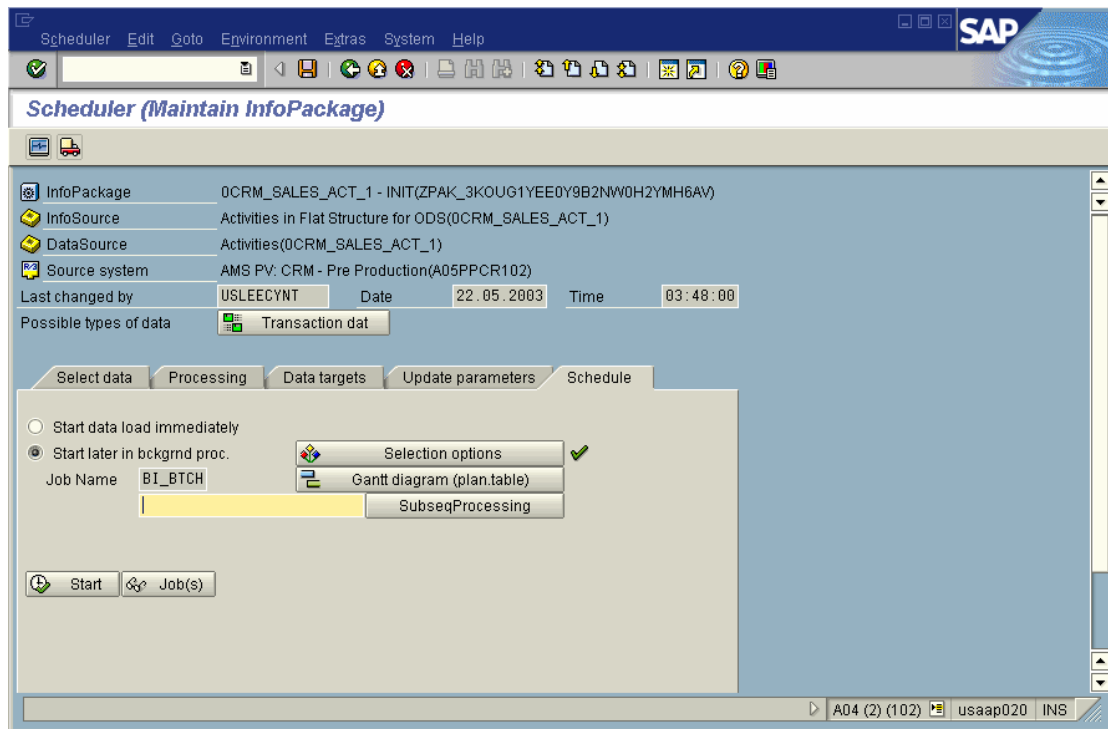 Scheduler Edit Goto Environment Extras System Help
SAP
Scheduler (Maintain InfoPackage)
InfoPackage 0CRM_SALES_ACT_1 - INIT(ZPAK_3KOUG1YEE0Y9B2NW0H2YMH6AV)
InfoSource Activities in Flat Structure for ODS(0CRM_SALES_ACT_1)
DataSource Activities(0CRM_SALES_ACT_1)
R/3 Source system AMS PV: CRM - Pre Production(A05PPCR102)
Last changed by USLEECYNT Date 22.05.2003 Time 03:48:00
Possible types of data Transaction dat
Select data Processing Data targets Update parameters Schedule
Start data load immediately
Start later in bckgrnd proc. Selection options
Job Name BI_BTCH Gantt diagram (plan.table)
SubseqProcessing
Start Job(s)
A04 (2) (102) usaap020 INS